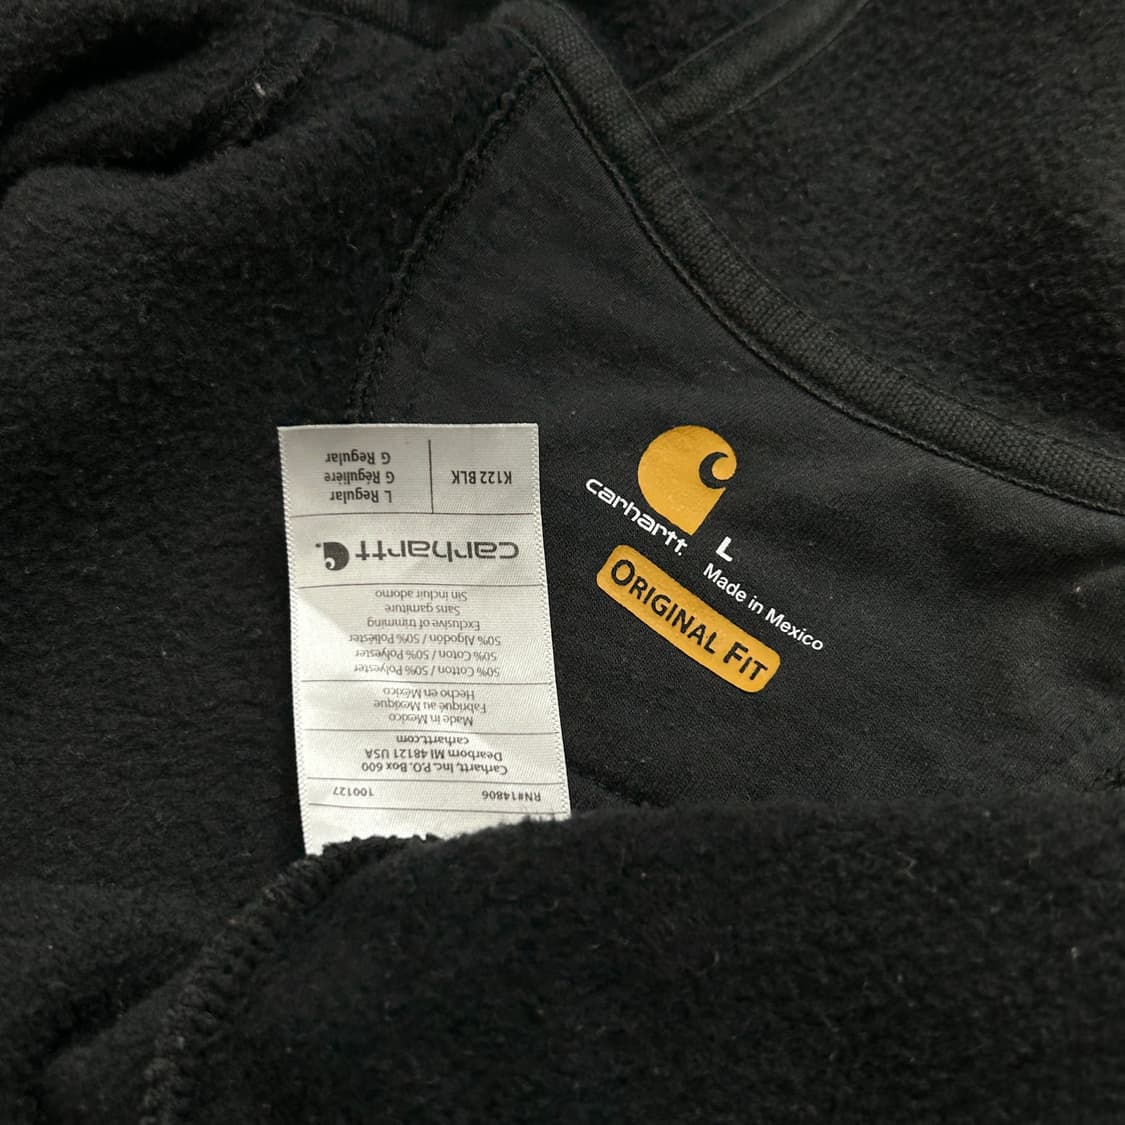 carhartt.
L
Made in Mexico
ORIGINAL FIT
RN#14806 100127
Carhartt, Inc. P.O. Box 600
Dearborn MI 48121 USA
carhartt.com
Made in Mexico
Fabriqué au Mexique
Hecho en México
50% Cotton / 50% Polyester
50% Coton / 50% Polyester
50% Algodón / 50% Poliéster
Exclusive of trimming
Sans garniture
Sin incluir adorno
carhartt.
K122 BLK
L Regular
G Régulière
G Regular